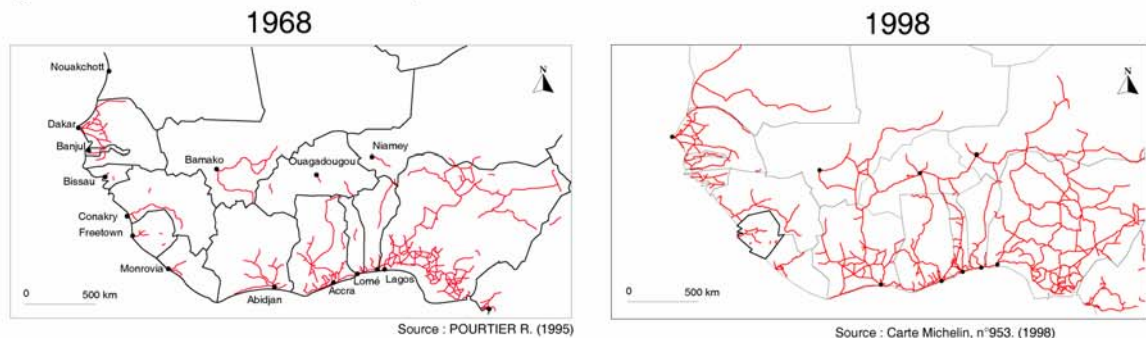 1968
1998
Nouakchott
N
N
Dakar
Banjul
Bamako
Ouagadougou
Niamey
Bissau
Conakry
Freetown
Monrovia
Abidjan
Accra
Lomé
Lagos
0 500 km
0 500 km
Source : POURTIER R. (1995)
Source : Carte Michelin, n°953. (1998)